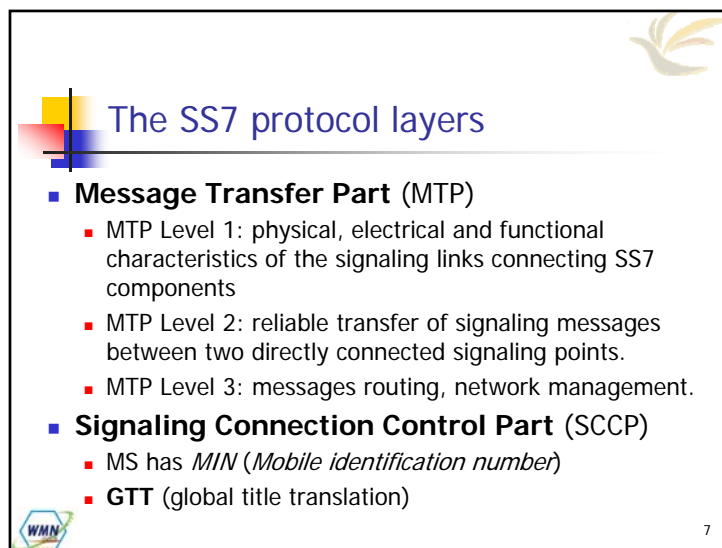 The SS7 protocol layers
Message Transfer Part (MTP)
MTP Level 1: physical, electrical and functional
characteristics of the signaling links connecting SS7
components
MTP Level 2: reliable transfer of signaling messages
between two directly connected signaling points.
MTP Level 3: messages routing, network management.
Signaling Connection Control Part (SCCP)
MS has MIN (Mobile identification number)
GTT (global title translation)
WMN
7